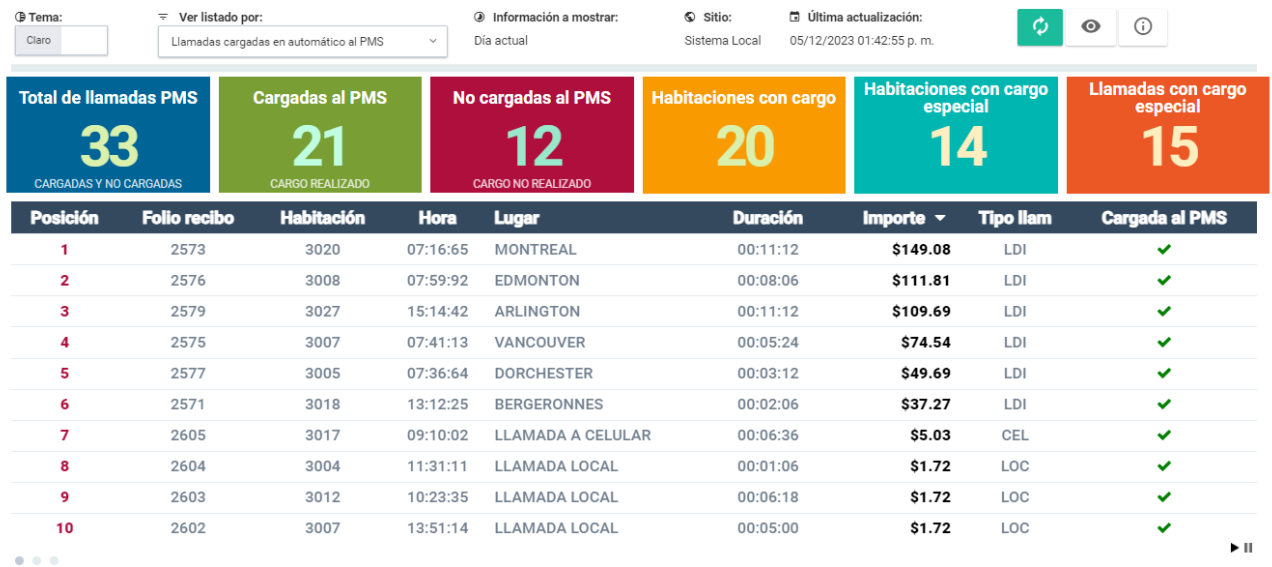 Tema: Ver listado por: Información a mostrar: Sitio: Última actualización:
Claro Llamadas cargadas en automático al PMS Día actual Sistema Local 05/12/2023 01:42:55 p. m.
Total de llamadas PMS
33
CARGADAS Y NO CARGADAS
Cargadas al PMS
21
CARGO REALIZADO
No cargadas al PMS
12
CARGO NO REALIZADO
Habitaciones con cargo
20
Habitaciones con cargo
especial
14
Llamadas con cargo
especial
15
Posición Folio recibo Habitación Hora Lugar Duración Importe Tipo llam Cargada al PMS
1 2573 3020 07:16:65 MONTREAL 00:11:12 $149.08 LDI
2 2576 3008 07:59:92 EDMONTON 00:08:06 $111.81 LDI
3 2579 3027 15:14:42 ARLINGTON 00:11:12 $109.69 LDI
4 2575 3007 07:41:13 VANCOUVER 00:05:24 $74.54 LDI
5 2577 3005 07:36:64 DORCHESTER 00:03:12 $49.69 LDI
6 2571 3018 13:12:25 BERGERONNES 00:02:06 $37.27 LDI
7 2605 3017 09:10:02 LLAMADA A CELULAR 00:06:36 $5.03 CEL
8 2604 3004 11:31:11 LLAMADA LOCAL 00:01:06 $1.72 LOC
9 2603 3012 10:23:35 LLAMADA LOCAL 00:06:18 $1.72 LOC
10 2602 3007 13:51:14 LLAMADA LOCAL 00:05:00 $1.72 LOC